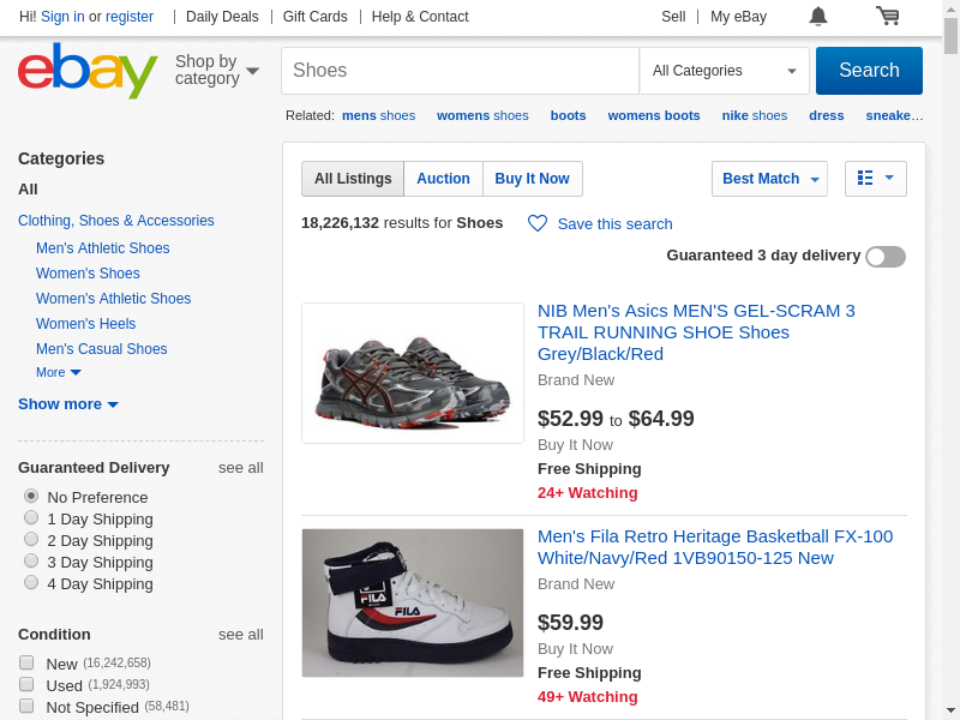 Hi! Sign in or register | Daily Deals | Gift Cards | Help & Contact Sell | My eBay
ebay
Shop by category
Shoes
All Categories
Search
Related: mens shoes womens shoes boots womens boots nike shoes dress sneake…
Categories
All
Clothing, Shoes & Accessories
Men's Athletic Shoes
Women's Shoes
Women's Athletic Shoes
Women's Heels
Men's Casual Shoes
More
Show more
Guaranteed Delivery see all
No Preference
1 Day Shipping
2 Day Shipping
3 Day Shipping
4 Day Shipping
Condition see all
New (16,242,658)
Used (1,924,993)
Not Specified (58,481)
All Listings Auction Buy It Now Best Match
18,226,132 results for Shoes Save this search
Guaranteed 3 day delivery
NIB Men's Asics MEN'S GEL-SCRAM 3
TRAIL RUNNING SHOE Shoes
Grey/Black/Red
Brand New
$52.99 to $64.99
Buy It Now
Free Shipping
24+ Watching
FILA
FILA
Men's Fila Retro Heritage Basketball FX-100
White/Navy/Red 1VB90150-125 New
Brand New
$59.99
Buy It Now
Free Shipping
49+ Watching